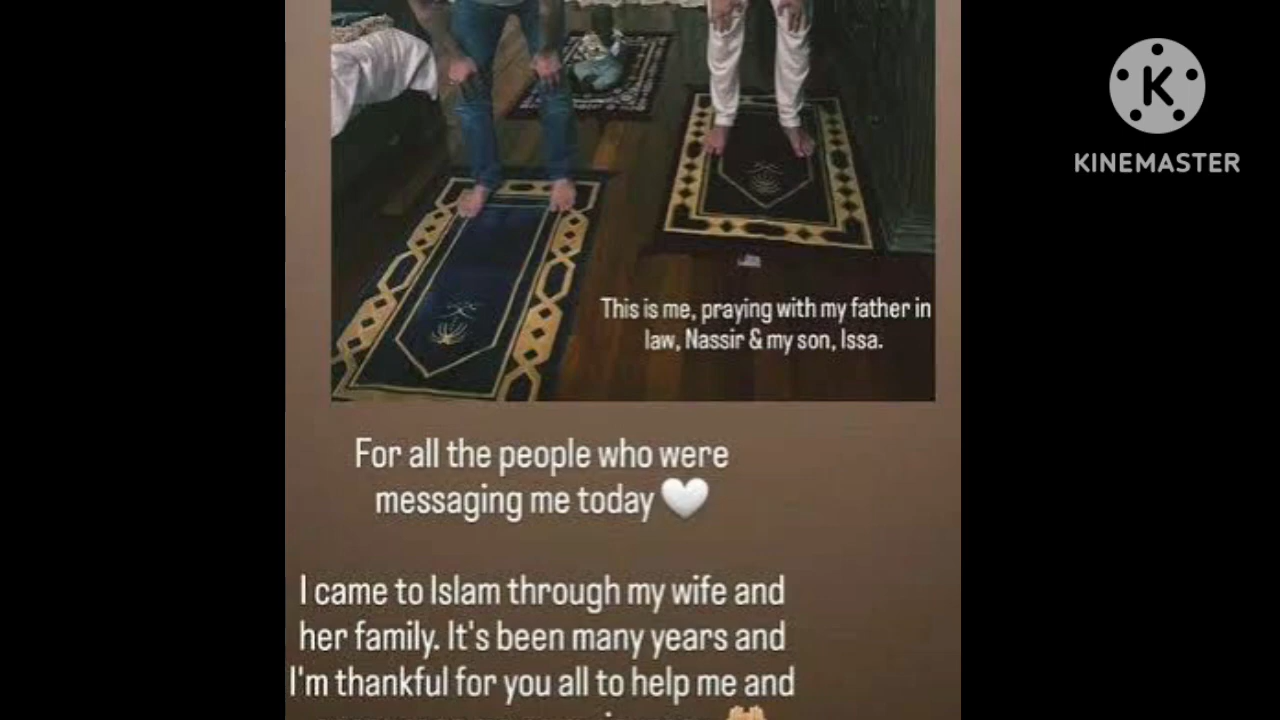 KINEMASTER
This is me, praying with my father in
law, Nassir & my son, Issa.
For all the people who were
messaging me today 🤍
I came to Islam through my wife and
her family. It's been many years and
I'm thankful for you all to help me and